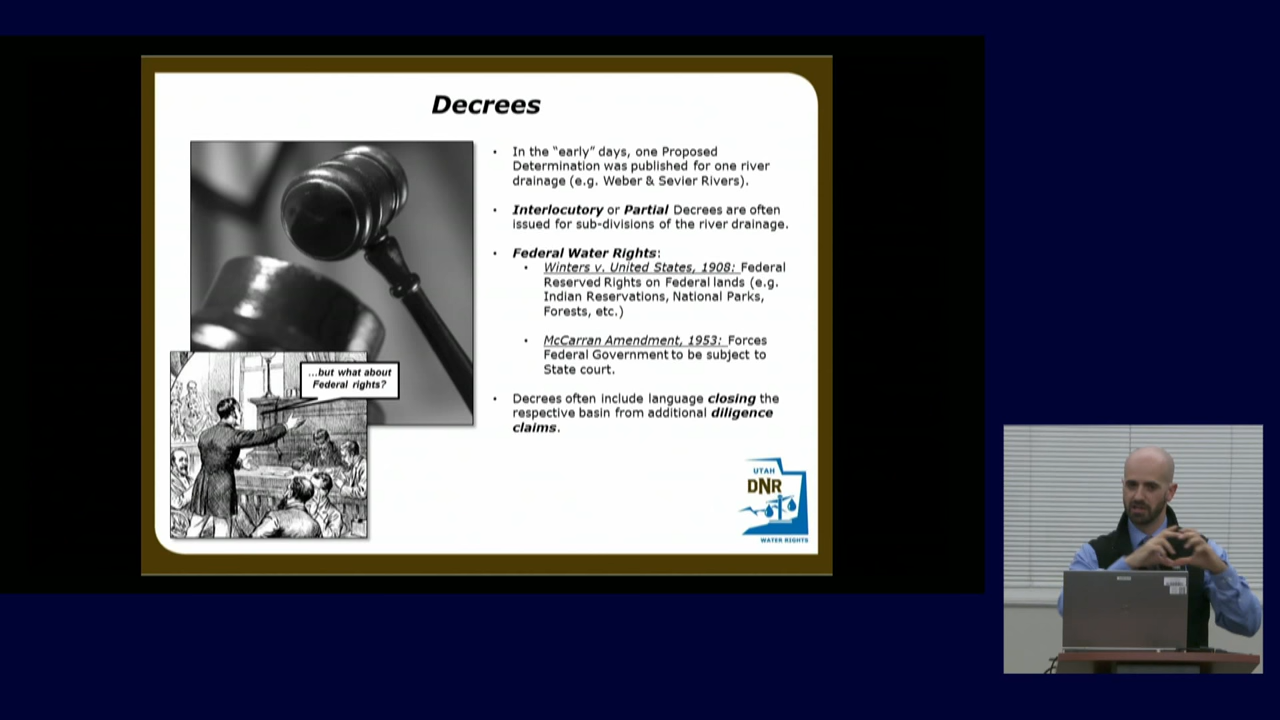 Decrees
• In the “early” days, one Proposed
Determination was published for one river
drainage (e.g. Weber & Sevier Rivers).
• Interlocutory or Partial Decrees are often
issued for sub-divisions of the river drainage.
• Federal Water Rights:
• Winters v. United States, 1908: Federal
Reserved Rights on Federal lands (e.g.
Indian Reservations, National Parks,
Forests, etc.)
• McCarran Amendment, 1953: Forces
Federal Government to be subject to
State court.
• Decrees often include language closing the
respective basin from additional diligence
claims.
...but what about
Federal rights?
UTAH
DNR
WATER RIGHTS